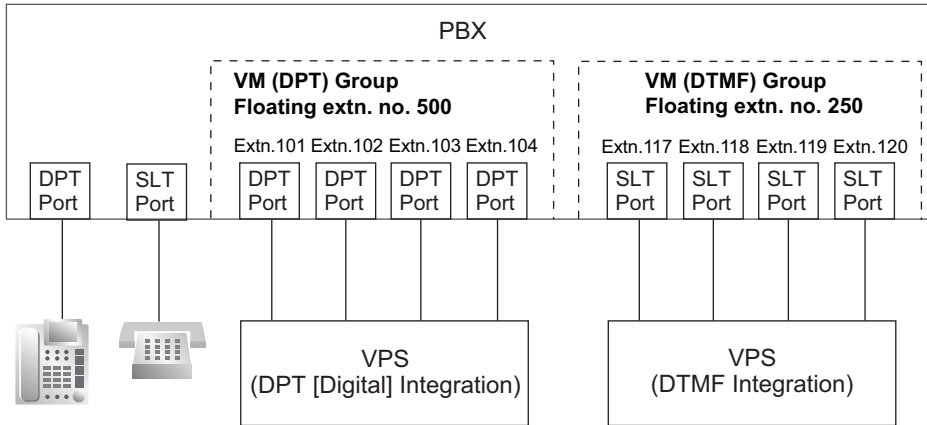 PBX
VM (DPT) Group
Floating extn. no. 500
VM (DTMF) Group
Floating extn. no. 250
Extn.101 Extn.102 Extn.103 Extn.104
Extn.117 Extn.118 Extn.119 Extn.120
DPT
Port
SLT
Port
DPT
Port
DPT
Port
DPT
Port
DPT
Port
SLT
Port
SLT
Port
SLT
Port
SLT
Port
VPS
(DPT [Digital] Integration)
VPS
(DTMF Integration)